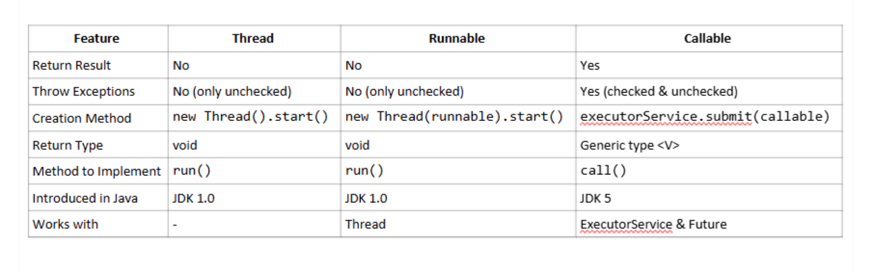 Feature Thread Runnable Callable
Return Result No No Yes
Throw Exceptions No (only unchecked) No (only unchecked) Yes (checked & unchecked)
Creation Method new Thread().start() new Thread(runnable).start() executorService.submit(callable)
Return Type void void Generic type <V>
Method to Implement run() run() call()
Introduced in Java JDK 1.0 JDK 1.0 JDK 5
Works with - Thread ExecutorService & Future